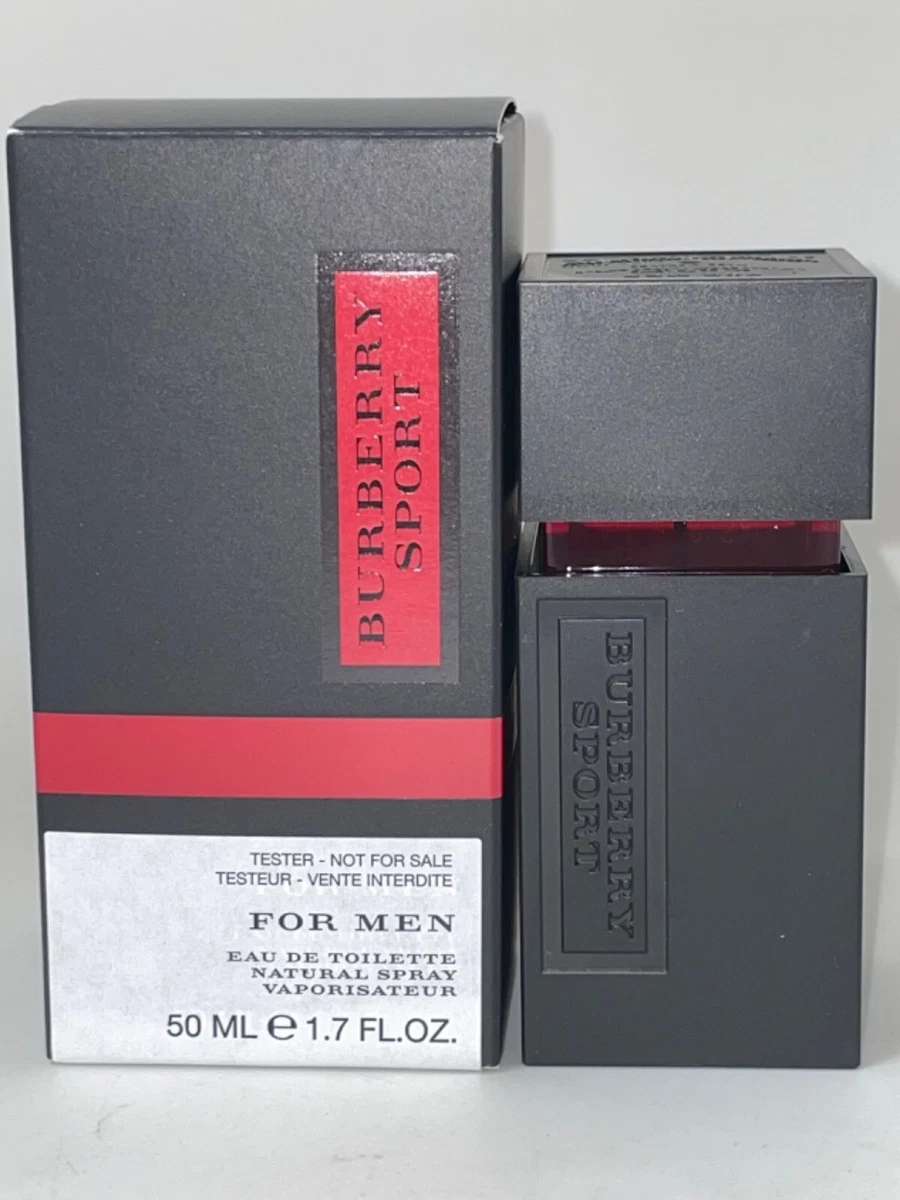 BURBERRY
SPORT
TESTER - NOT FOR SALE
TESTEUR - VENTE INTERDITE
FOR MEN
EAU DE TOILETTE
NATURAL SPRAY
VAPORISATEUR
50 ML ℮ 1.7 FL.OZ.
BURBERRY
SPORT